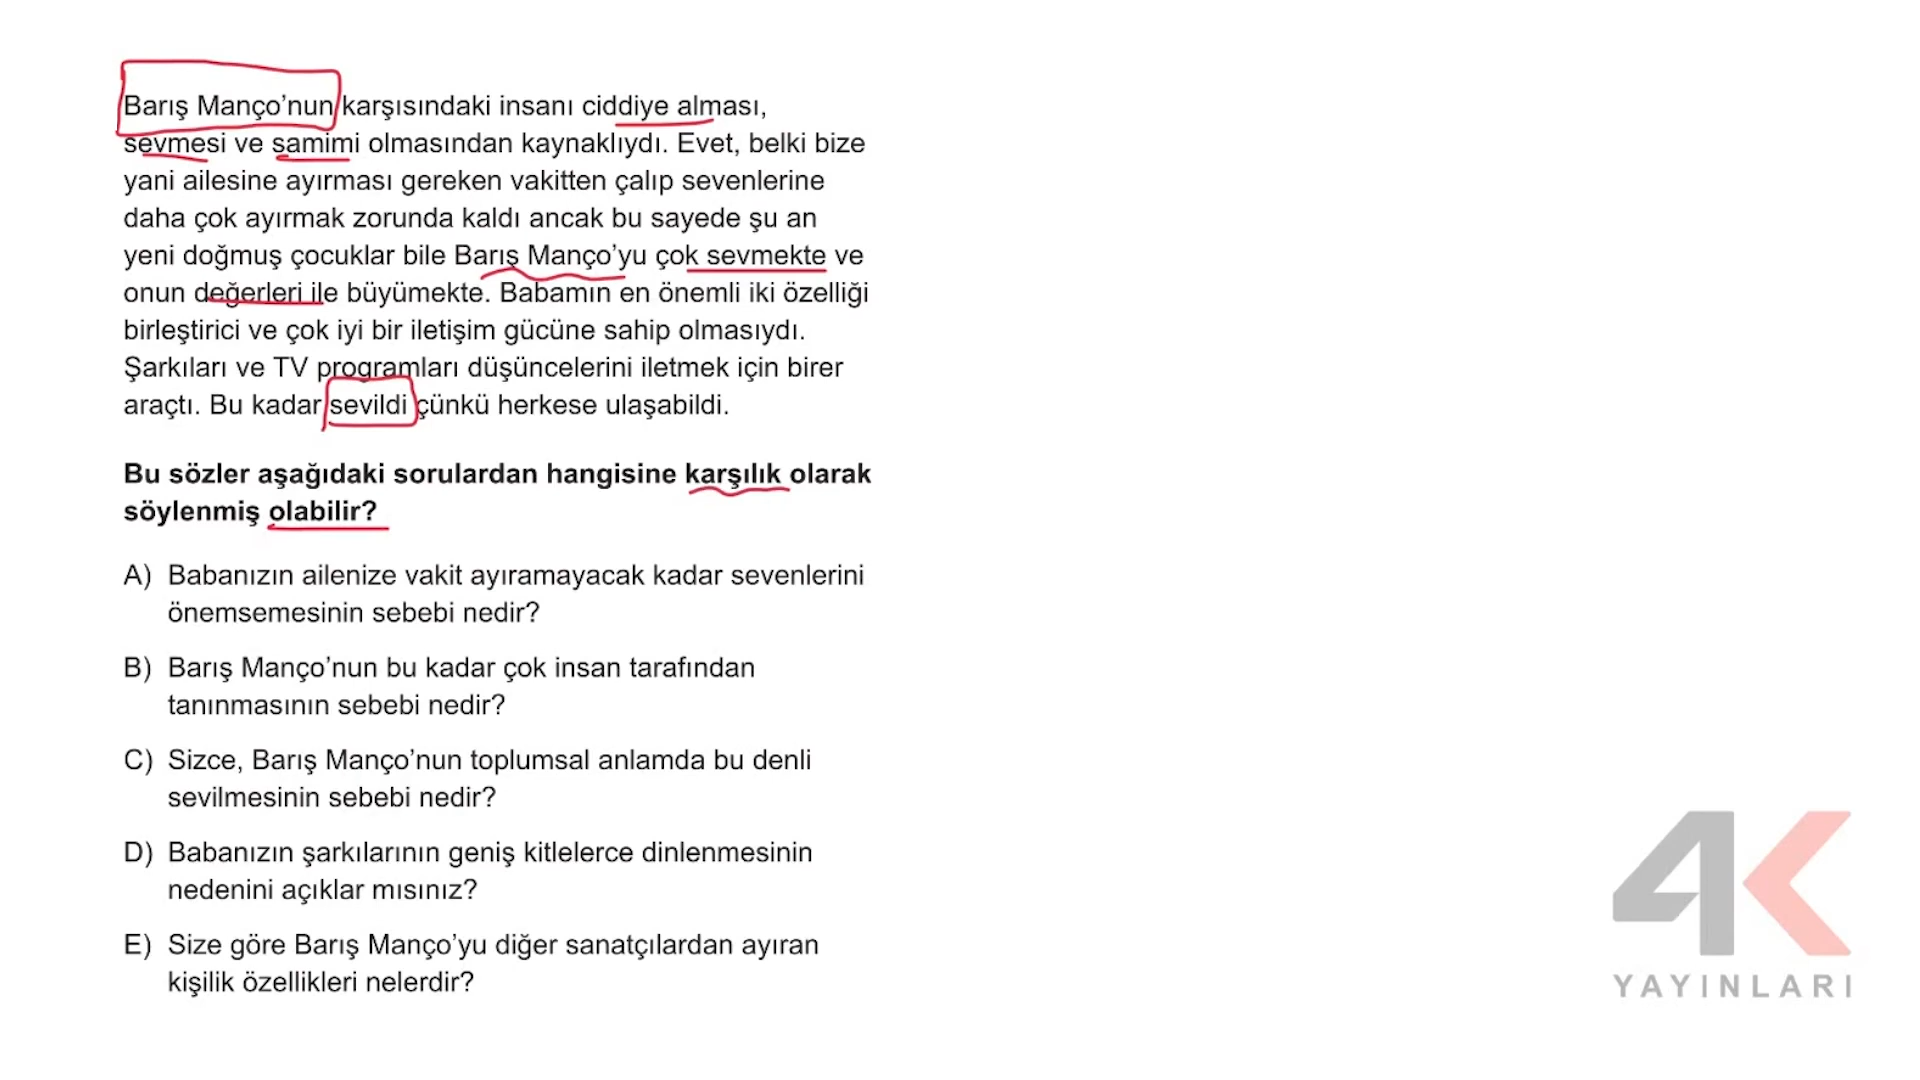 Barış Manço’nun karşısındaki insanı ciddiye alması,
sevmesi ve samimi olmasından kaynaklıydı. Evet, belki bize
yani ailesine ayırması gereken vakitten çalıp sevenlerine
daha çok ayırmak zorunda kaldı ancak bu sayede şu an
yeni doğmuş çocuklar bile Barış Manço’yu çok sevmekte ve
onun değerleri ile büyümekte. Babamın en önemli iki özelliği
birleştirici ve çok iyi bir iletişim gücüne sahip olmasıydı.
Şarkıları ve TV programları düşüncelerini iletmek için birer
araçtı. Bu kadar sevildi çünkü herkese ulaşabildi.
Bu sözler aşağıdaki sorulardan hangisine karşılık olarak
söylenmiş olabilir?
A) Babanızın ailenize vakit ayıramayacak kadar sevenlerini
önemsemesinin sebebi nedir?
B) Barış Manço’nun bu kadar çok insan tarafından
tanınmasının sebebi nedir?
C) Sizce, Barış Manço’nun toplumsal anlamda bu denli
sevilmesinin sebebi nedir?
D) Babanızın şarkılarının geniş kitlelerce dinlenmesinin
nedenini açıklar mısınız?
E) Size göre Barış Manço’yu diğer sanatçılardan ayıran
kişilik özellikleri nelerdir?
4K
YAYINLARI